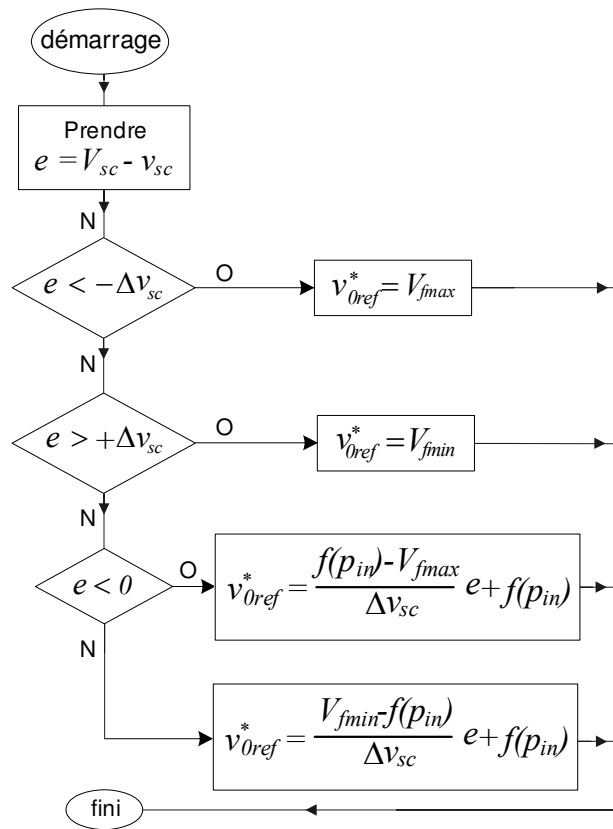 démarrage
Prendre
e = V_sc - v_sc
N
e < −Δv_sc
O
v*_0ref = V_fmax
N
e > +Δv_sc
O
v*_0ref = V_fmin
N
e < 0
O
v*_0ref = (f(p_in)-V_fmax)/(Δv_sc) e+f(p_in)
N
v*_0ref = (V_fmin-f(p_in))/(Δv_sc) e+f(p_in)
fini